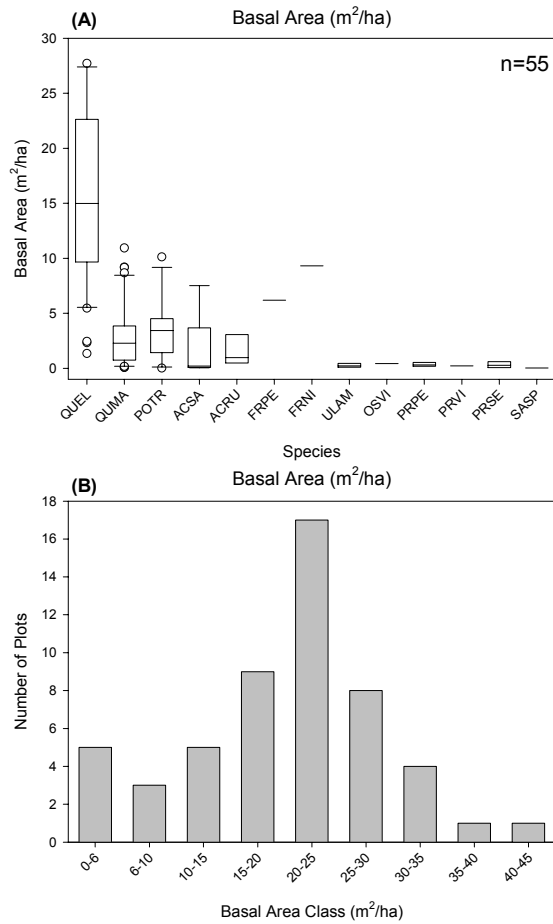 (A)
Basal Area (m²/ha)
n=55
30
25
20
15
10
5
0
Basal Area (m²/ha)
QUEL
QUMA
POTR
ACSA
ACRU
FRPE
FRNI
ULAM
OSVI
PRPE
PRVI
PRSE
SASP
Species
(B)
Basal Area (m²/ha)
18
16
14
12
10
8
6
4
2
0
Number of Plots
0-6
6-10
10-15
15-20
20-25
25-30
30-35
35-40
40-45
Basal Area Class (m²/ha)